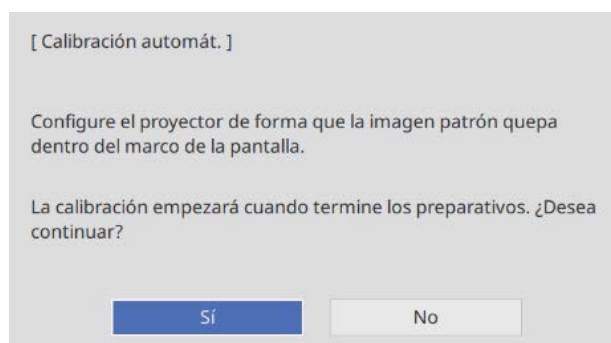 [ Calibración automát. ]
Configure el proyector de forma que la imagen patrón quepa
dentro del marco de la pantalla.
La calibración empezará cuando termine los preparativos. ¿Desea
continuar?
Sí
No